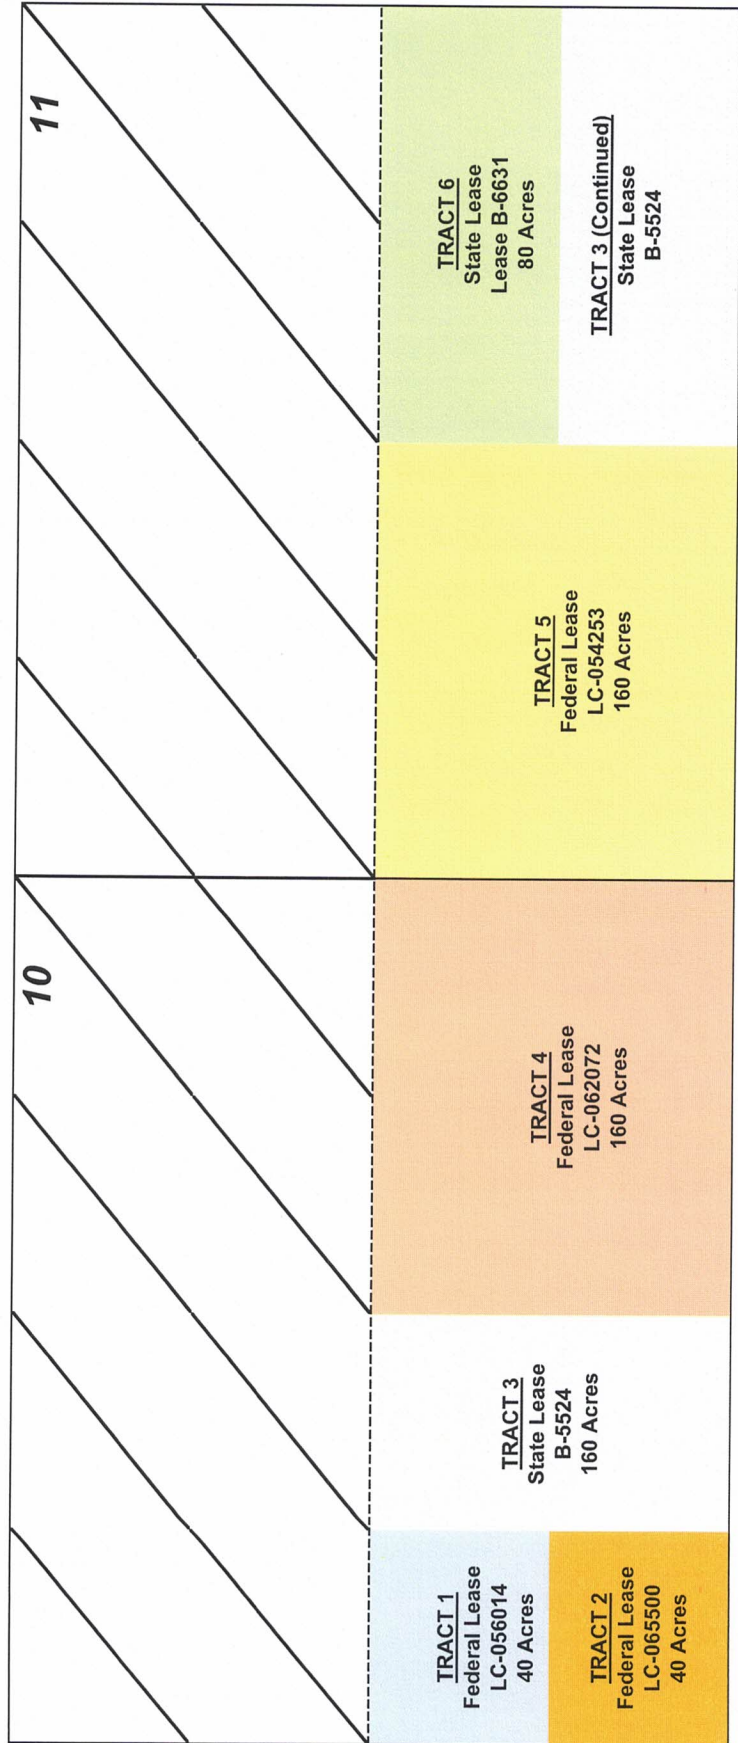 10
11
TRACT 1
Federal Lease
LC-056014
40 Acres
TRACT 2
Federal Lease
LC-065500
40 Acres
TRACT 3
State Lease
B-5524
160 Acres
TRACT 4
Federal Lease
LC-062072
160 Acres
TRACT 5
Federal Lease
LC-054253
160 Acres
TRACT 6
State Lease
Lease B-6631
80 Acres
TRACT 3 (Continued)
State Lease
B-5524